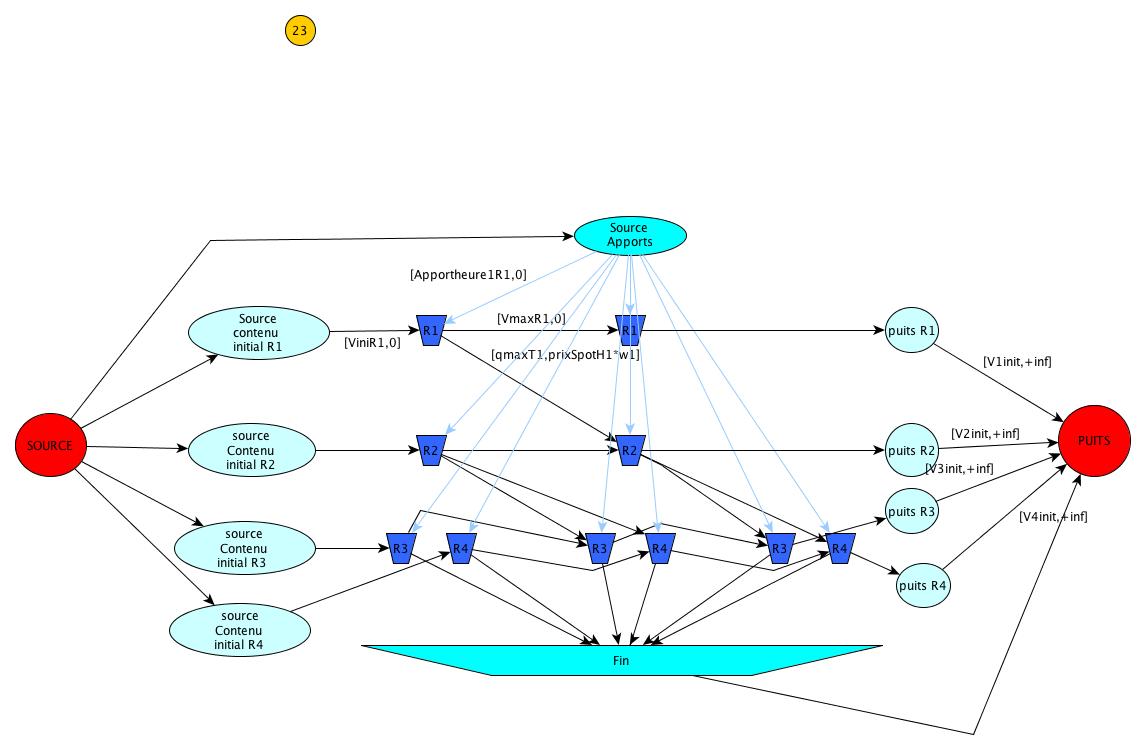 23
Source
Apports
[Apportheure1R1,0]
Source
contenu
initial R1
[ViniR1,0]
R1
[VmaxR1,0]
R1
puits R1
[qmaxT1,prixSpotH1*w1]
[V1init,+inf]
SOURCE
source
Contenu
initial R2
R2
R2
puits R2
[V2init,+inf]
PUITS
[V3init,+inf]
puits R3
[V4init,+inf]
source
Contenu
initial R3
R3
R4
R3
R4
R3
R4
puits R4
source
Contenu
initial R4
Fin